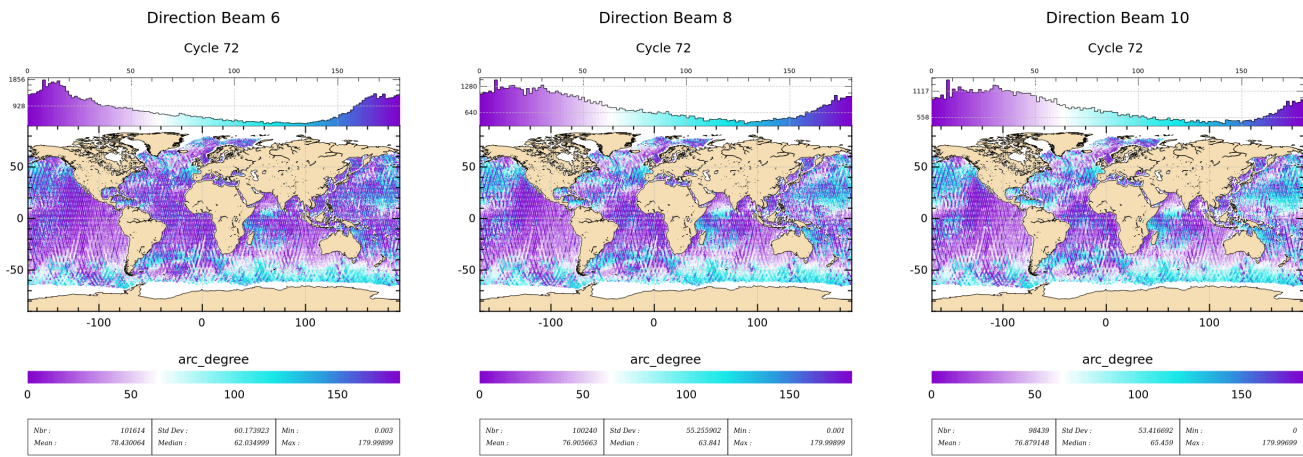 Direction Beam 6
Cycle 72
0 50 100 150
1856
928
50
0
-50
-100 0 100
arc_degree
0 50 100 150
Nbr : 101614 Std Dev : 60.173923 Min : 0.003
Mean : 78.430064 Median : 62.034999 Max : 179.99899
Direction Beam 8
Cycle 72
0 50 100 150
1280
640
50
0
-50
-100 0 100
arc_degree
0 50 100 150
Nbr : 100240 Std Dev : 55.255902 Min : 0.001
Mean : 76.905663 Median : 63.841 Max : 179.99899
Direction Beam 10
Cycle 72
0 50 100 150
1117
558
50
0
-50
-100 0 100
arc_degree
0 50 100 150
Nbr : 98439 Std Dev : 53.416692 Min : 0
Mean : 76.879148 Median : 65.459 Max : 179.99699